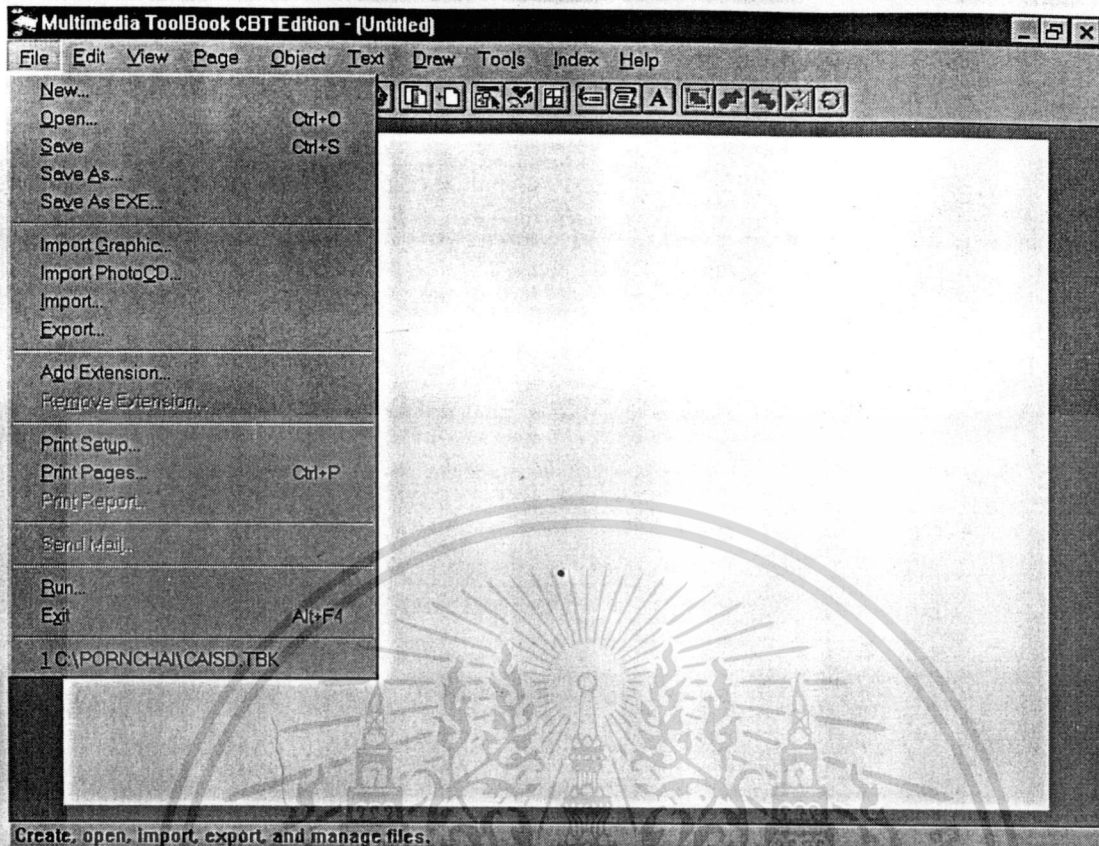 Multimedia ToolBook CBT Edition - (Untitled)
File Edit View Page Object Text Draw Tools Index Help
New...
Open... Ctrl+O
Save Ctrl+S
Save As...
Save As EXE...
Import Graphic...
Import PhotoCD...
Import...
Export...
Add Extension...
Remove Extension...
Print Setup...
Print Pages... Ctrl+P
Print Report...
Send Mail...
Run...
Exit Alt+F4
1 C:\PORNCHAI\CAISD.TBK
Create, open, import, export, and manage files.